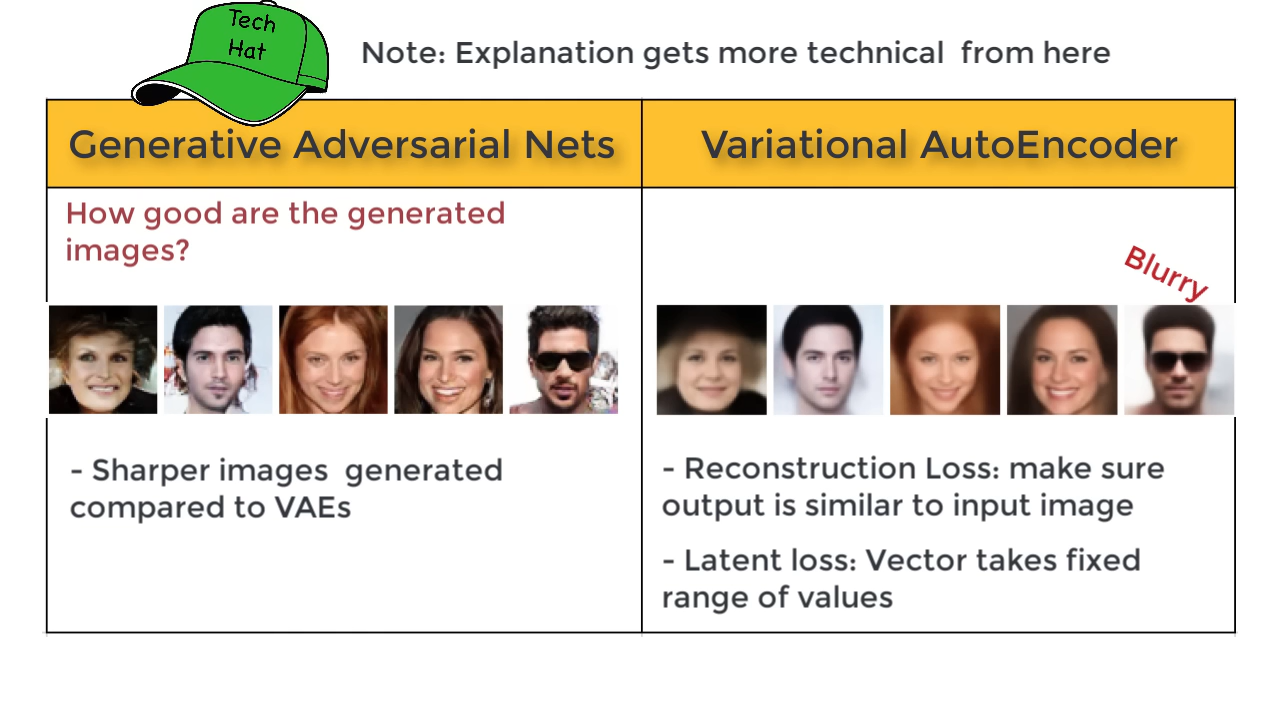 Tech
Hat
Note: Explanation gets more technical from here
Generative Adversarial Nets
Variational AutoEncoder
How good are the generated
images?
Blurry
- Sharper images generated
compared to VAEs
- Reconstruction Loss: make sure
output is similar to input image
- Latent loss: Vector takes fixed
range of values